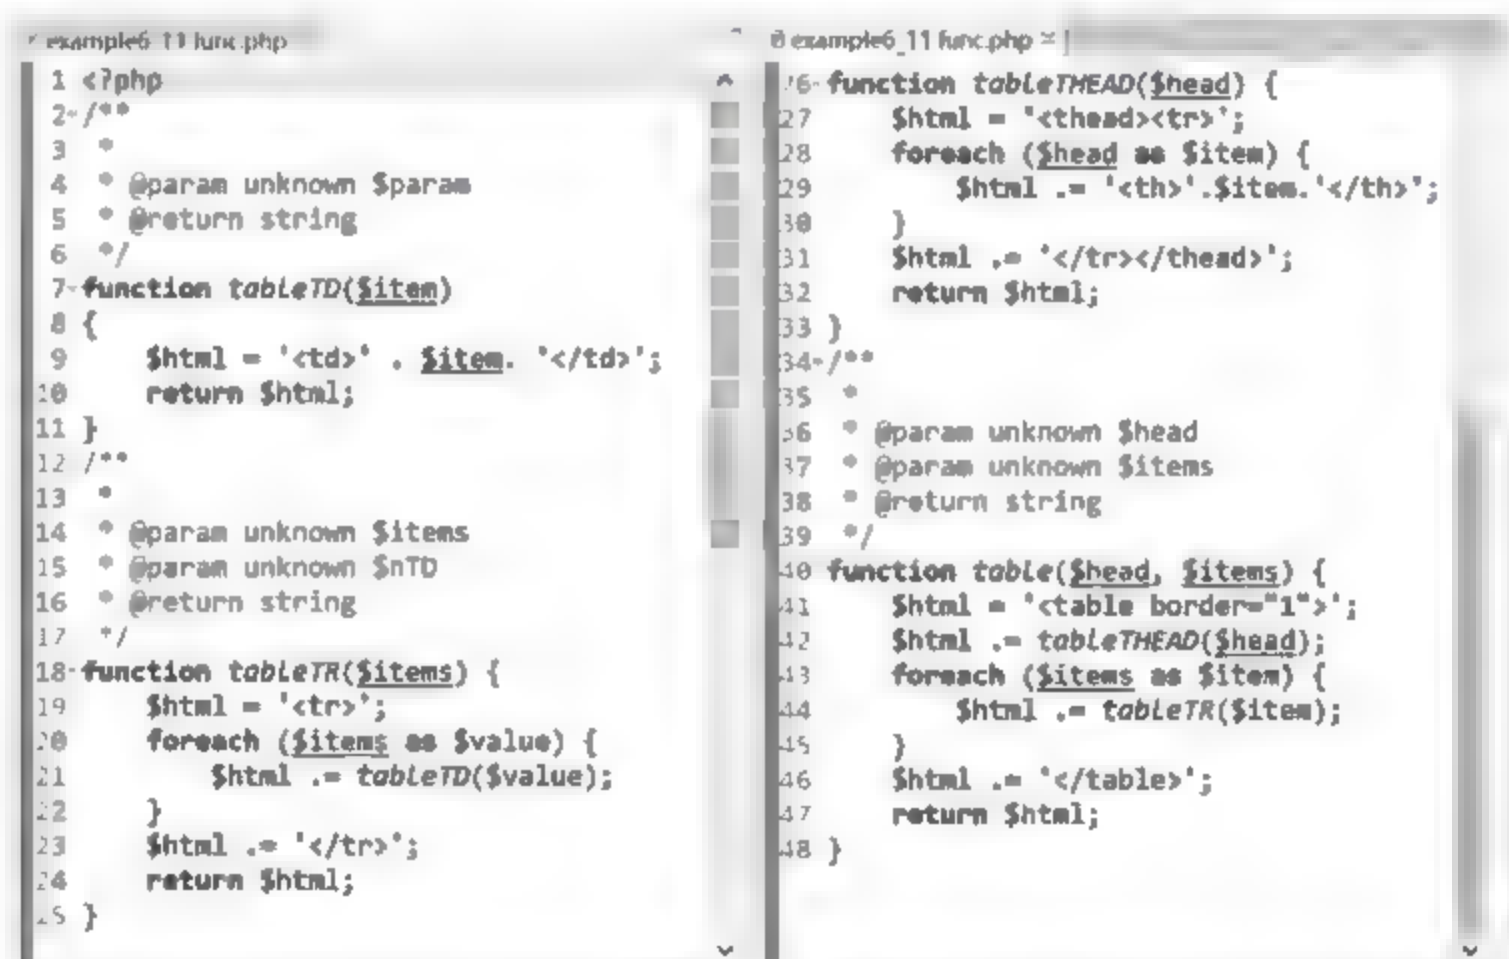 example6_11 func.php
1 <?php
2 /**
3  *
4  * @param unknown $param
5  * @return string
6  */
7 function tableTD($item)
8 {
9     $html = '<td>' . $item. '</td>';
10     return $html;
11 }
12 /**
13  *
14  * @param unknown $items
15  * @param unknown $nTD
16  * @return string
17  */
18 function tableTR($items) {
19     $html = '<tr>';
20     foreach ($items as $value) {
21         $html .= tableTD($value);
22     }
23     $html .= '</tr>';
24     return $html;
25 }
example6_11 func.php
26 function tableTHEAD($head) {
27     $html = '<thead><tr>';
28     foreach ($head as $item) {
29         $html .= '<th>'.$item.'</th>';
30     }
31     $html .= '</tr></thead>';
32     return $html;
33 }
34 /**
35  *
36  * @param unknown $head
37  * @param unknown $items
38  * @return string
39  */
40 function table($head, $items) {
41     $html = '<table border="1">';
42     $html .= tableTHEAD($head);
43     foreach ($items as $item) {
44         $html .= tableTR($item);
45     }
46     $html .= '</table>';
47     return $html;
48 }